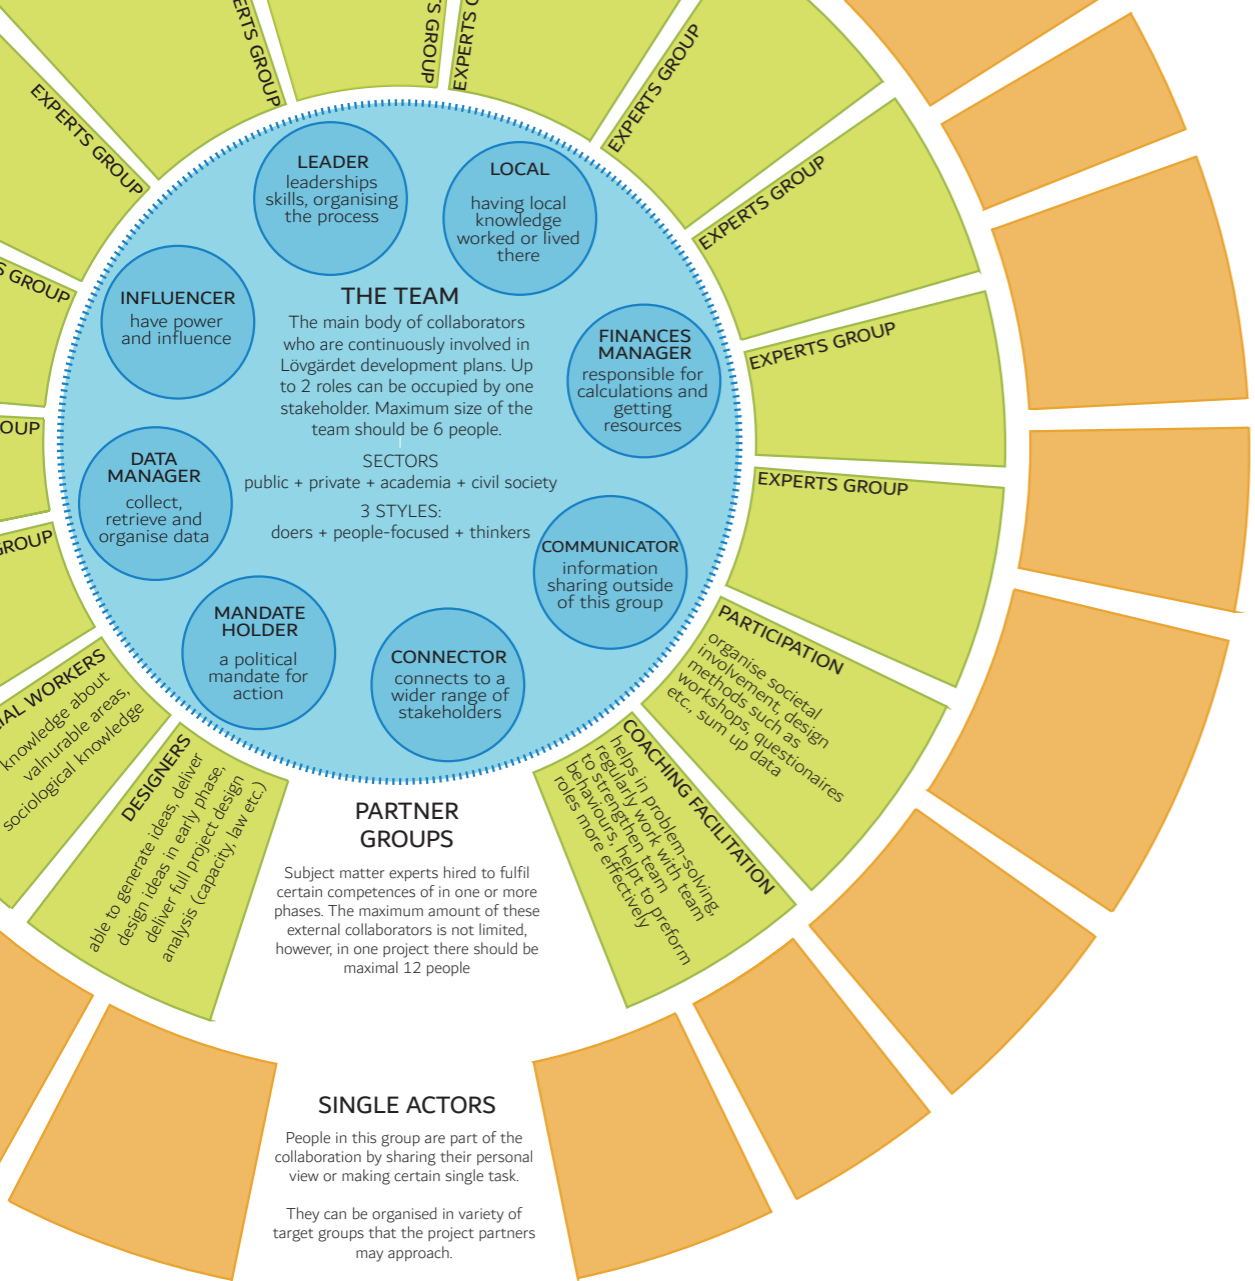 EXPERTS GROUP
ERTS GROUP
S GROUP
EXPERTS
EXPERTS GROUP
EXPERTS GROUP
EXPERTS GROUP
EXPERTS GROUP
S GROUP
OUP
GROUP
LEADER
leaderships
skills, organising
the process
LOCAL
having local
knowledge
worked or lived
there
INFLUENCER
have power
and influence
THE TEAM
The main body of collaborators
who are continuously involved in
Lövgärdet development plans. Up
to 2 roles can be occupied by one
stakeholder. Maximum size of the
team should be 6 people.
SECTORS
public + private + academia + civil society
3 STYLES:
doers + people-focused + thinkers
FINANCES
MANAGER
responsible for
calculations and
getting
resources
DATA
MANAGER
collect,
retrieve and
organise data
COMMUNICATOR
information
sharing outside
of this group
MANDATE
HOLDER
a political
mandate for
action
CONNECTOR
connects to a
wider range of
stakeholders
IAL WORKERS
knowledge about
valnurable areas,
sociological knowledge
DESIGNERS
able to generate ideas, deliver
design ideas in early phase,
deliver full project design
analysis (capacity, law etc.)
PARTICIPATION
organise societal
involvement, design
methods such as
workshops, questionaires
etc., sum up data
COACHING FACILITATION
helps in problem-solving,
regularly work with team
to strengthen team
behaviours, helpt to preform
roles more effectively
PARTNER
GROUPS
Subject matter experts hired to fulfil
certain competences of in one or more
phases. The maximum amount of these
external collaborators is not limited,
however, in one project there should be
maximal 12 people
SINGLE ACTORS
People in this group are part of the
collaboration by sharing their personal
view or making certain single task.
They can be organised in variety of
target groups that the project partners
may approach.